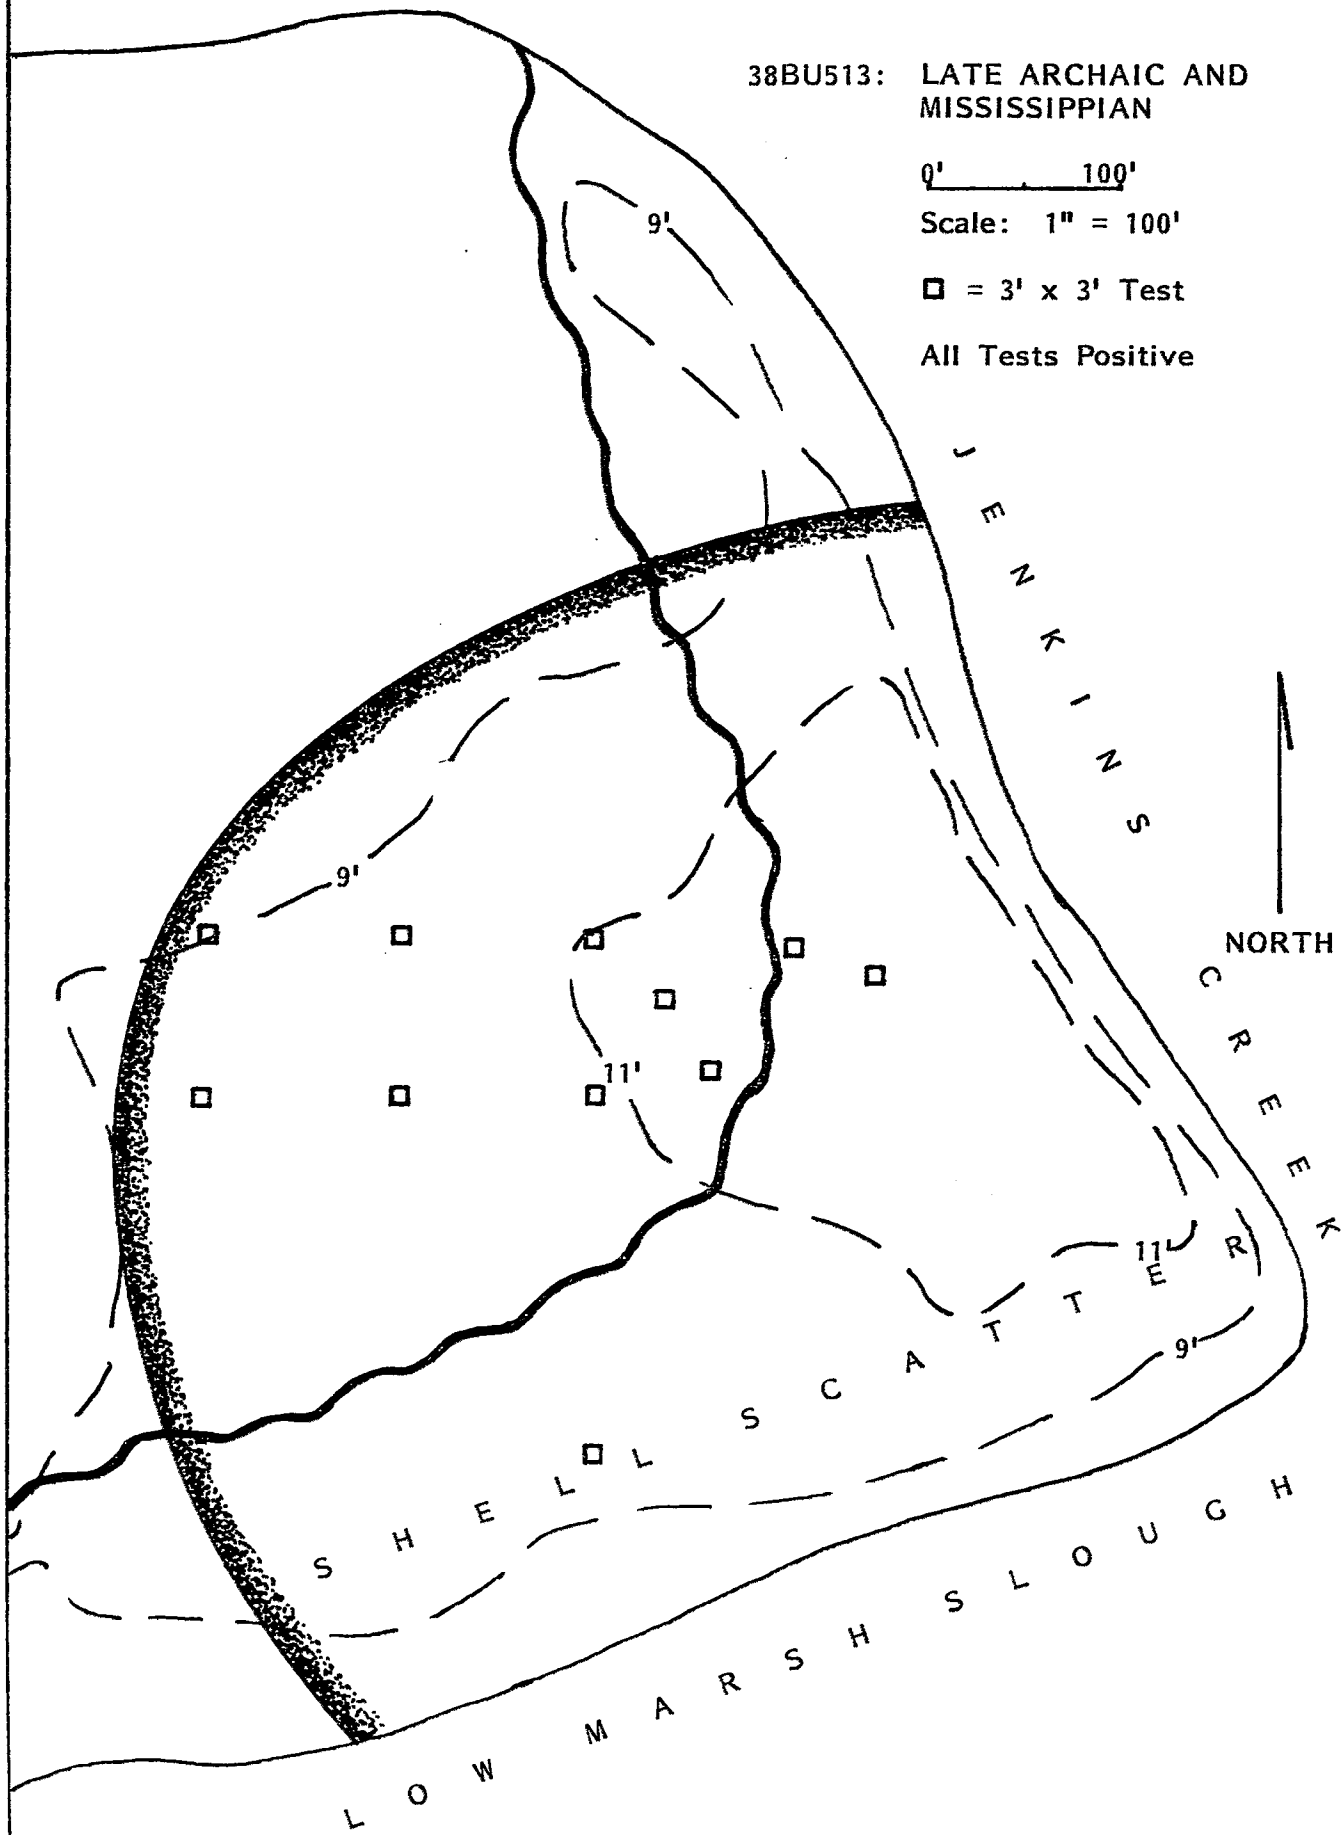 38BU513: LATE ARCHAIC AND
MISSISSIPPIAN
0' 100'
Scale: 1" = 100'
= 3' x 3' Test
All Tests Positive
9'
JENKINS CREEK
NORTH
9'
11'
11'
9'
SHELL SCATTER
LOW MARSH SLOUGH